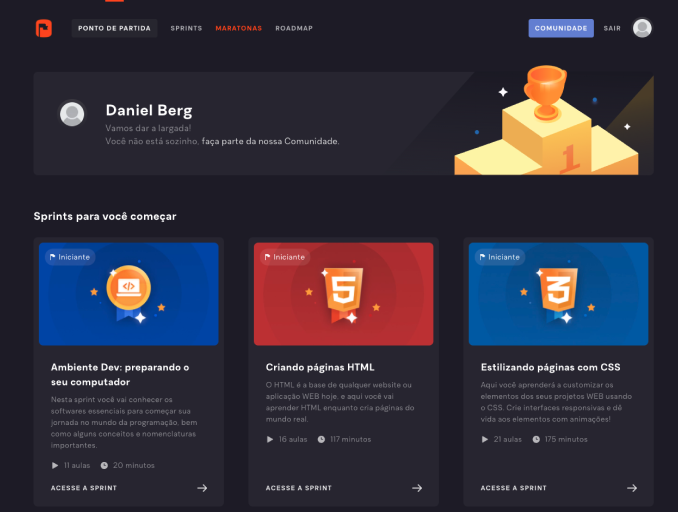 PONTO DE PARTIDA
SPRINTS
MARATONAS
ROADMAP
COMUNIDADE
SAIR
Daniel Berg
Vamos dar a largada!
Você não está sozinho, faça parte da nossa Comunidade.
1
Sprints para você começar
Iniciante
Ambiente Dev: preparando o
seu computador
Nesta sprint você vai conhecer os
softwares essenciais para começar sua
jornada no mundo da programação, bem
como alguns conceitos e nomenclaturas
importantes.
11 aulas
20 minutos
ACESSE A SPRINT
Iniciante
5
Criando páginas HTML
O HTML é a base de qualquer website ou
aplicação WEB hoje, e aqui você vai
aprender HTML enquanto cria páginas do
mundo real.
16 aulas
117 minutos
ACESSE A SPRINT
Iniciante
3
Estilizando páginas com CSS
Aqui você aprenderá a customizar os
elementos dos seus projetos WEB usando
o CSS. Crie interfaces responsivas e dê
vida aos elementos com animações!
21 aulas
175 minutos
ACESSE A SPRINT